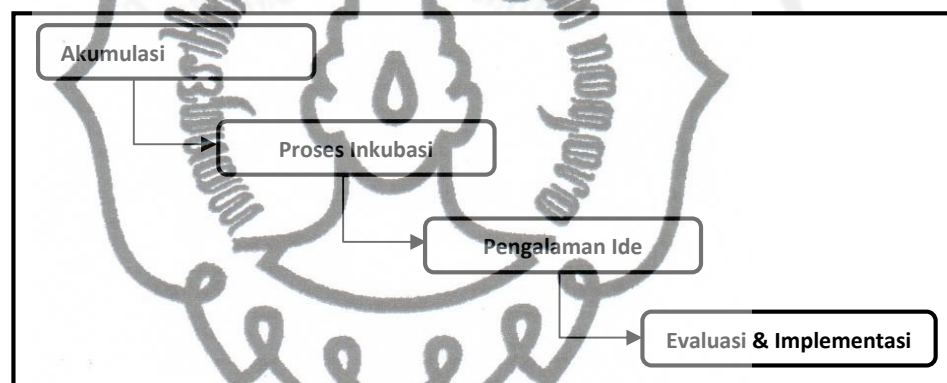 Akumulasi
Proses Inkubasi
Pengalaman Ide
Evaluasi & Implementasi